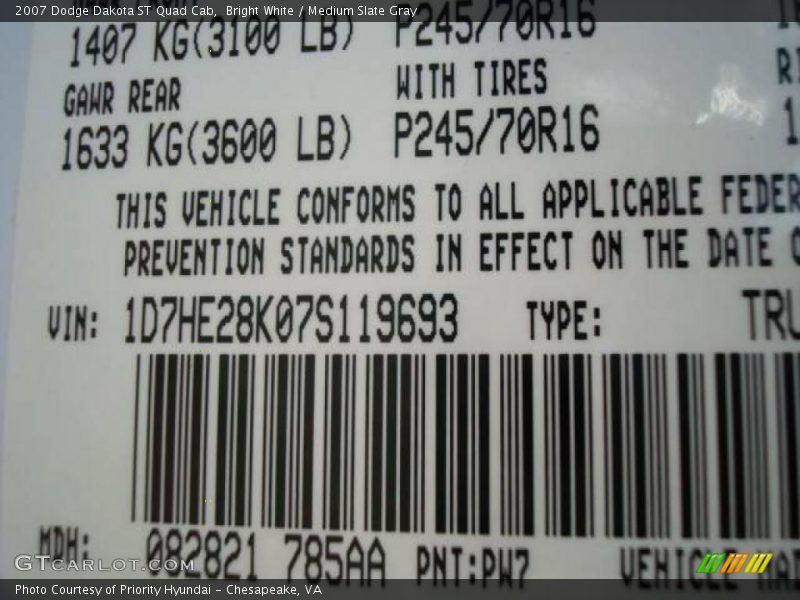 2007 Dodge Dakota ST Quad Cab, Bright White / Medium Slate Gray
1407 KG(3100 LB) P245/70R16
GAWR REAR WITH TIRES
1633 KG(3600 LB) P245/70R16
THIS VEHICLE CONFORMS TO ALL APPLICABLE FEDER
PREVENTION STANDARDS IN EFFECT ON THE DATE
VIN: 1D7HE28K07S119693 TYPE: TRU
MDH: 082821 785AA PNT:PW7 VEHICLE MAD
GTCARLOT.COM
Photo Courtesy of Priority Hyundai - Chesapeake, VA